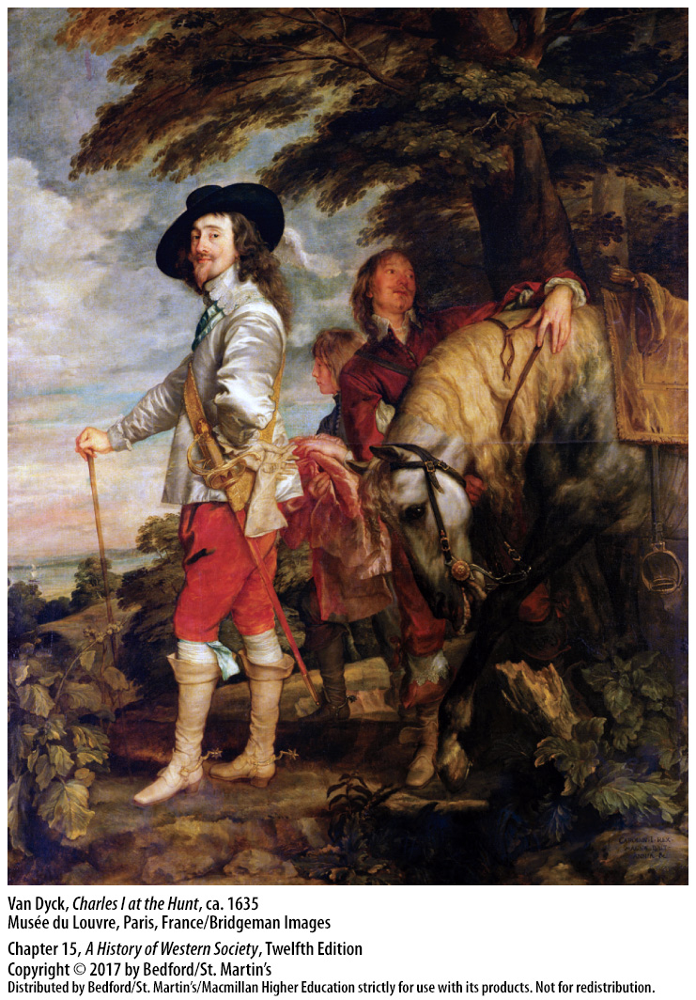 Van Dyck, Charles I at the Hunt, ca. 1635
Musée du Louvre, Paris, France/Bridgeman Images
Chapter 15, A History of Western Society, Twelfth Edition
Copyright © 2017 by Bedford/St. Martin’s
Distributed by Bedford/St. Martin’s/Macmillan Higher Education strictly for use with its products. Not for redistribution.